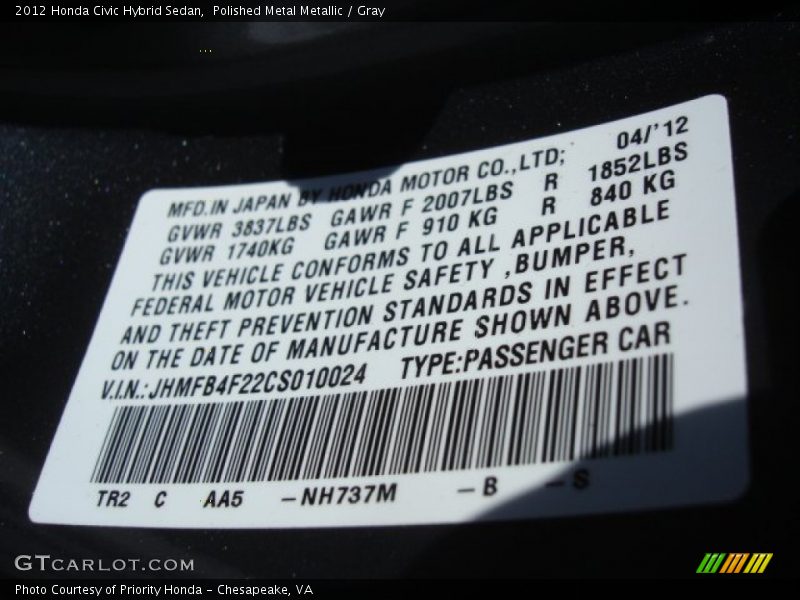 2012 Honda Civic Hybrid Sedan,  Polished Metal Metallic / Gray
MFD.IN JAPAN BY HONDA MOTOR CO.,LTD; 04/'12
GVWR 3837LBS GAWR F 2007LBS R 1852LBS
GVWR 1740KG GAWR F 910 KG R 840 KG
THIS VEHICLE CONFORMS TO ALL APPLICABLE
FEDERAL MOTOR VEHICLE SAFETY ,BUMPER,
AND THEFT PREVENTION STANDARDS IN EFFECT
ON THE DATE OF MANUFACTURE SHOWN ABOVE.
V.I.N.: JHMFB4F22CS010024 TYPE:PASSENGER CAR
TR2 C AA5 –NH737M –B –S
GTCARLOT.COM
Photo Courtesy of Priority Honda – Chesapeake, VA